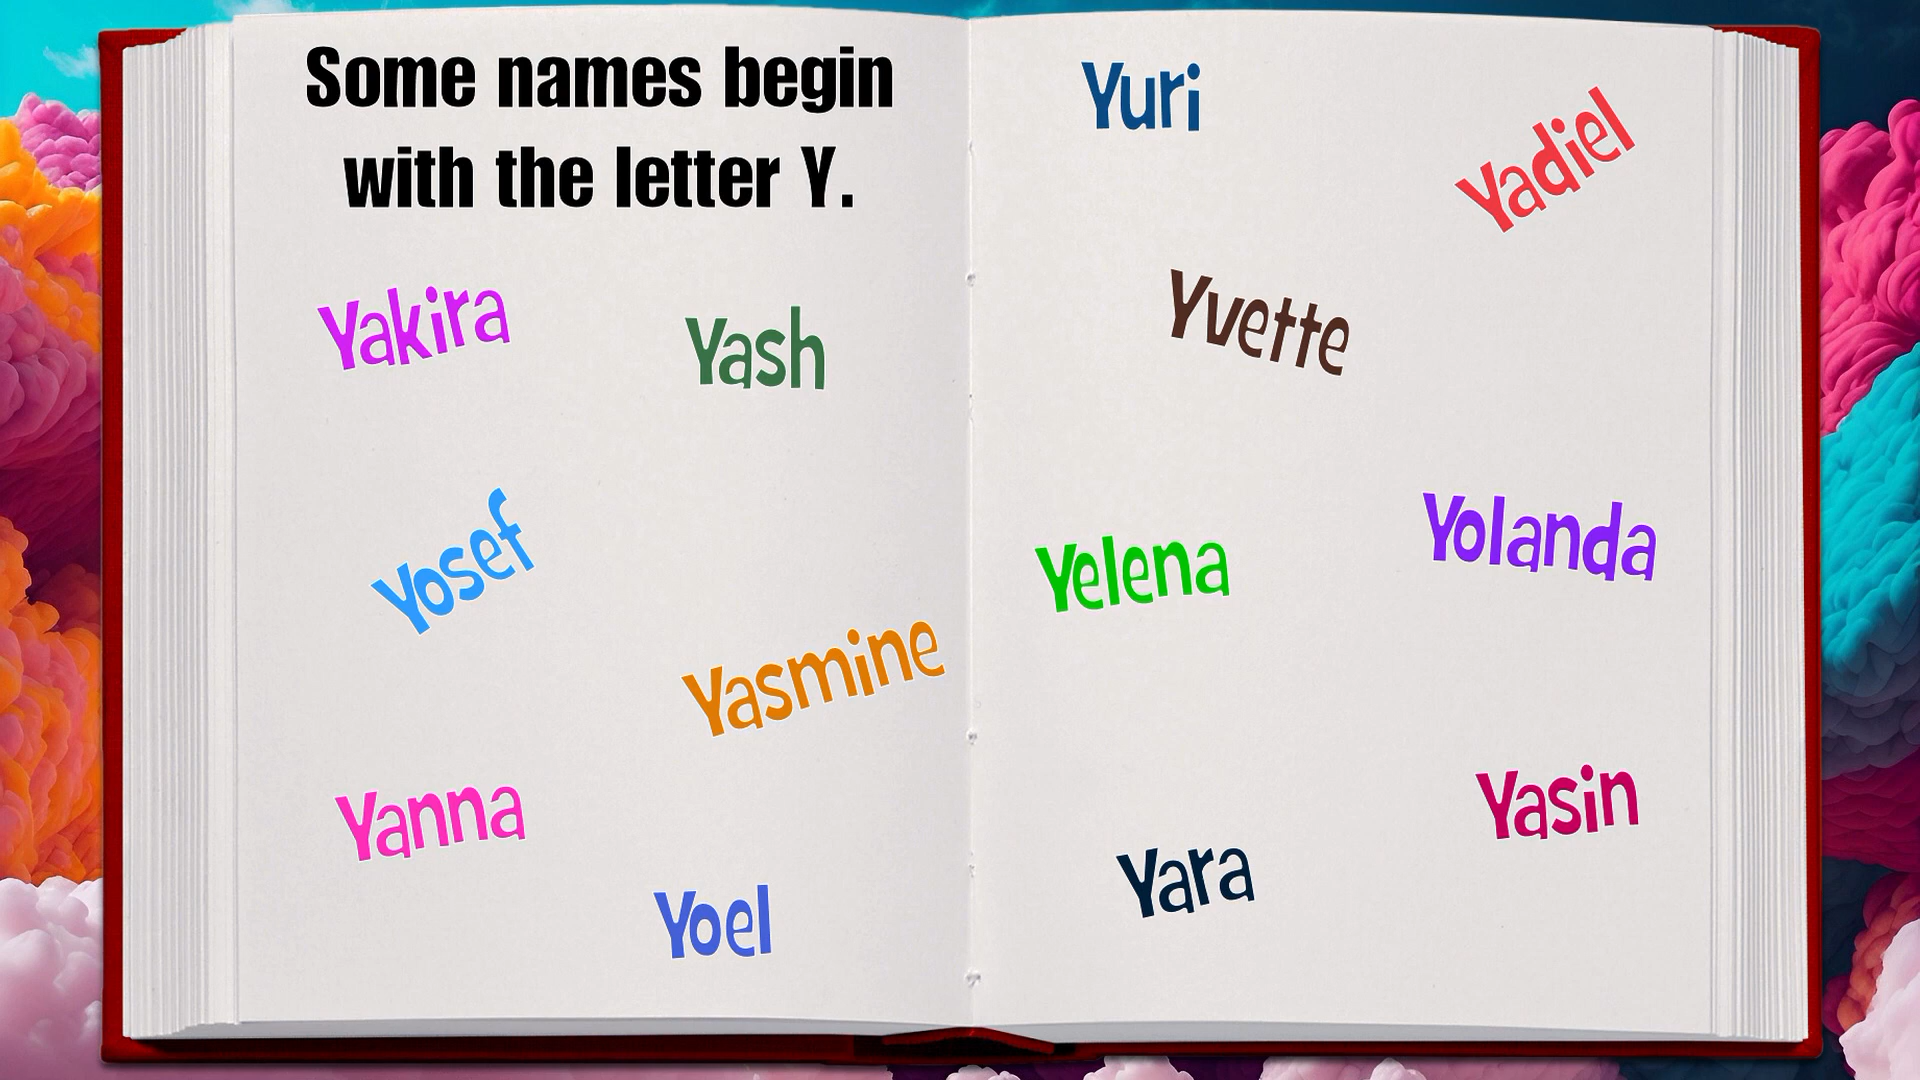 Some names begin
with the letter Y.
Yakira
Yash
Yosef
Yasmine
Yanna
Yoel
Yuri
Yadiel
Yvette
Yelena
Yolanda
Yasin
Yara